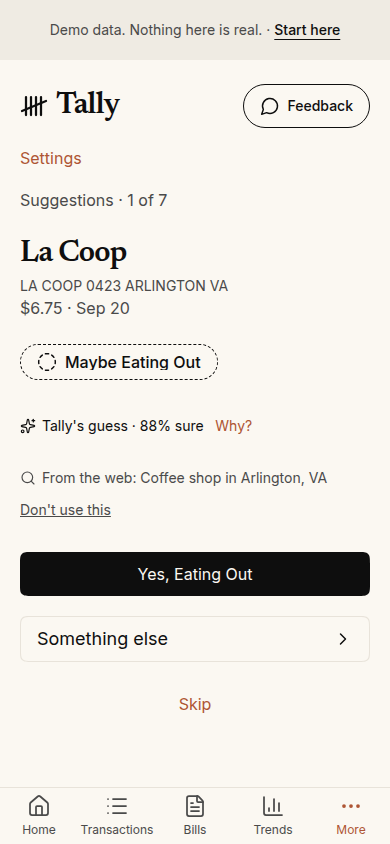 Demo data. Nothing here is real. · Start here
Tally
Feedback
Settings
Suggestions · 1 of 7
La Coop
LA COOP 0423 ARLINGTON VA
$6.75 · Sep 20
Maybe Eating Out
Tally's guess · 88% sure Why?
From the web: Coffee shop in Arlington, VA
Don't use this
Yes, Eating Out
Something else
Skip
Home Transactions Bills Trends More